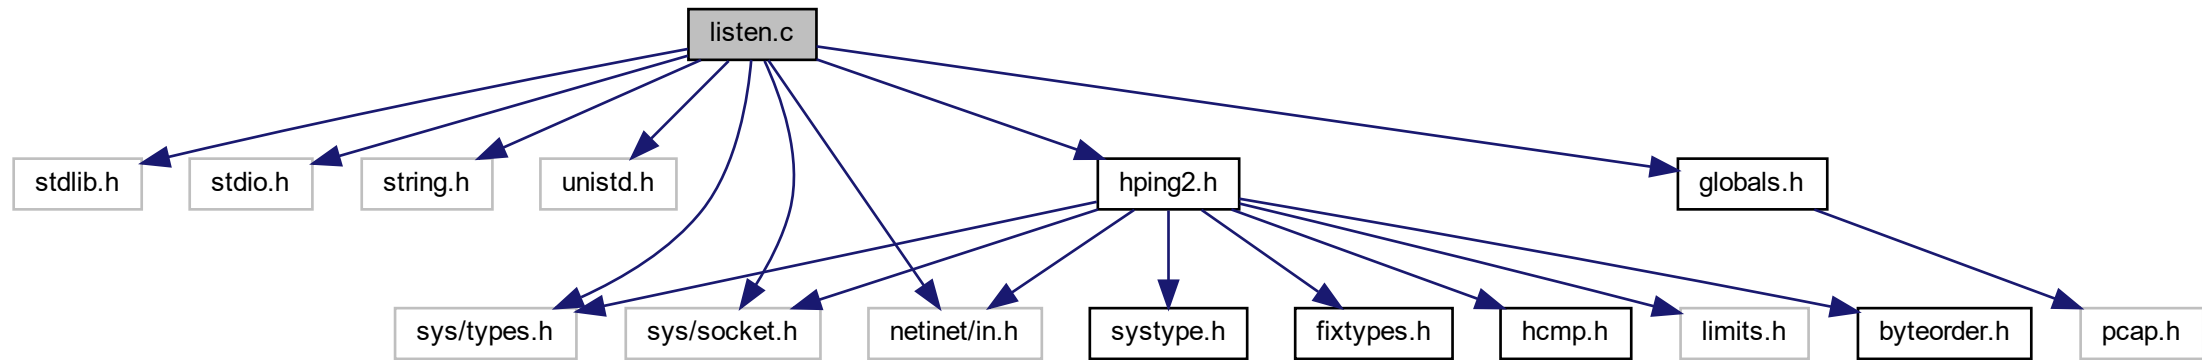 listen.c
stdlib.h
stdio.h
string.h
unistd.h
hping2.h
globals.h
sys/types.h
sys/socket.h
netinet/in.h
systype.h
fixtypes.h
hcmp.h
limits.h
byteorder.h
pcap.h